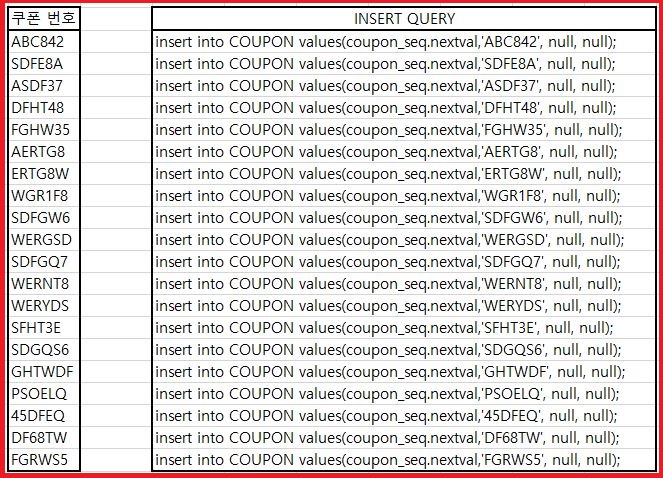 쿠폰 번호 INSERT QUERY
ABC842 insert into COUPON values(coupon_seq.nextval,'ABC842', null, null);
SDFE8A insert into COUPON values(coupon_seq.nextval,'SDFE8A', null, null);
ASDF37 insert into COUPON values(coupon_seq.nextval,'ASDF37', null, null);
DFHT48 insert into COUPON values(coupon_seq.nextval,'DFHT48', null, null);
FGHW35 insert into COUPON values(coupon_seq.nextval,'FGHW35', null, null);
AERTG8 insert into COUPON values(coupon_seq.nextval,'AERTG8', null, null);
ERTG8W insert into COUPON values(coupon_seq.nextval,'ERTG8W', null, null);
WGR1F8 insert into COUPON values(coupon_seq.nextval,'WGR1F8', null, null);
SDFGW6 insert into COUPON values(coupon_seq.nextval,'SDFGW6', null, null);
WERGSD insert into COUPON values(coupon_seq.nextval,'WERGSD', null, null);
SDFGQ7 insert into COUPON values(coupon_seq.nextval,'SDFGQ7', null, null);
WERNT8 insert into COUPON values(coupon_seq.nextval,'WERNT8', null, null);
WERYDS insert into COUPON values(coupon_seq.nextval,'WERYDS', null, null);
SFHT3E insert into COUPON values(coupon_seq.nextval,'SFHT3E', null, null);
SDGQS6 insert into COUPON values(coupon_seq.nextval,'SDGQS6', null, null);
GHTWDF insert into COUPON values(coupon_seq.nextval,'GHTWDF', null, null);
PSOELQ insert into COUPON values(coupon_seq.nextval,'PSOELQ', null, null);
45DFEQ insert into COUPON values(coupon_seq.nextval,'45DFEQ', null, null);
DF68TW insert into COUPON values(coupon_seq.nextval,'DF68TW', null, null);
FGRWS5 insert into COUPON values(coupon_seq.nextval,'FGRWS5', null, null);